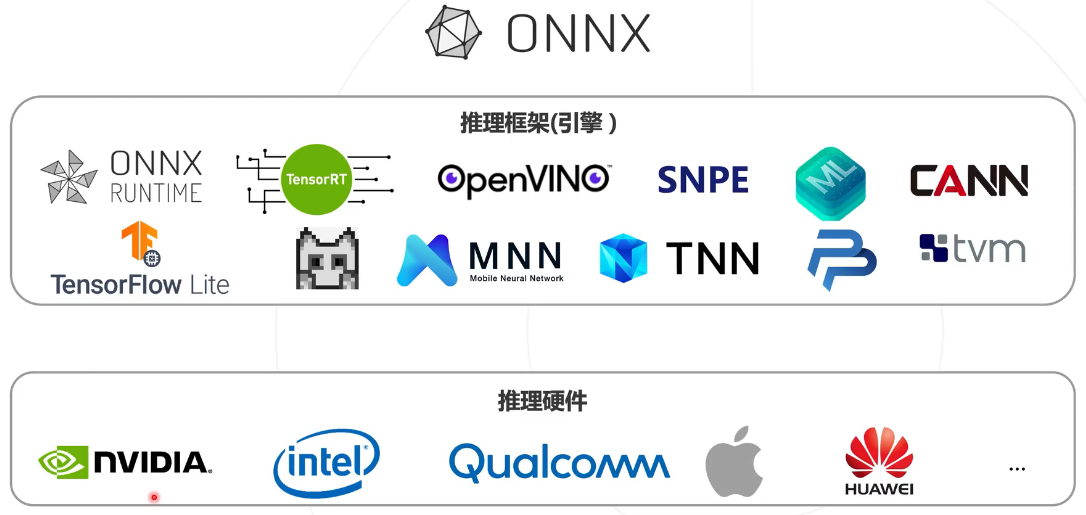 ONNX
推理框架(引擎 )
ONNX
RUNTIME
TensorRT
OpenVINO™
SNPE
ML
CANN
TensorFlow Lite
MNN
Mobile Neural Network
TNN
tvm
推理硬件
NVIDIA.
intel
Qualcomm
HUAWEI
...